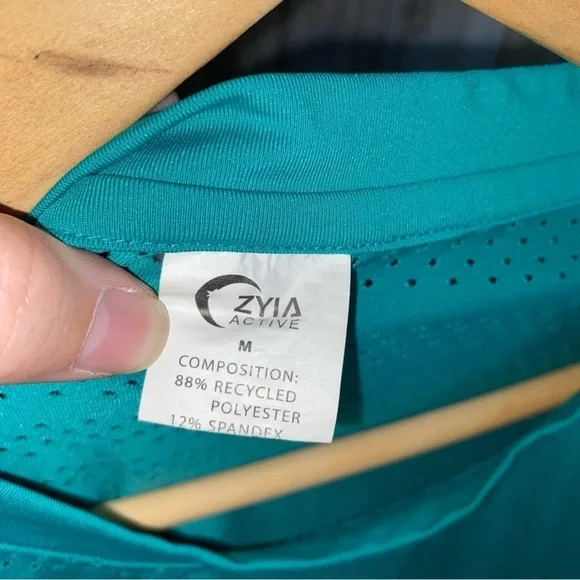 ZYIA
ACTIVE
M
COMPOSITION:
88% RECYCLED
POLYESTER
12% SPANDEX